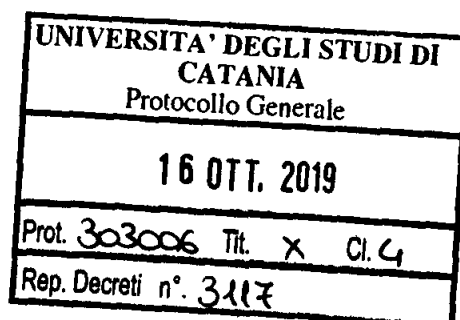 UNIVERSITA' DEGLI STUDI DI
CATANIA
Protocollo Generale
16 OTT. 2019
Prot. 303006 Tit. X Cl. 4
Rep. Decreti n°. 3117